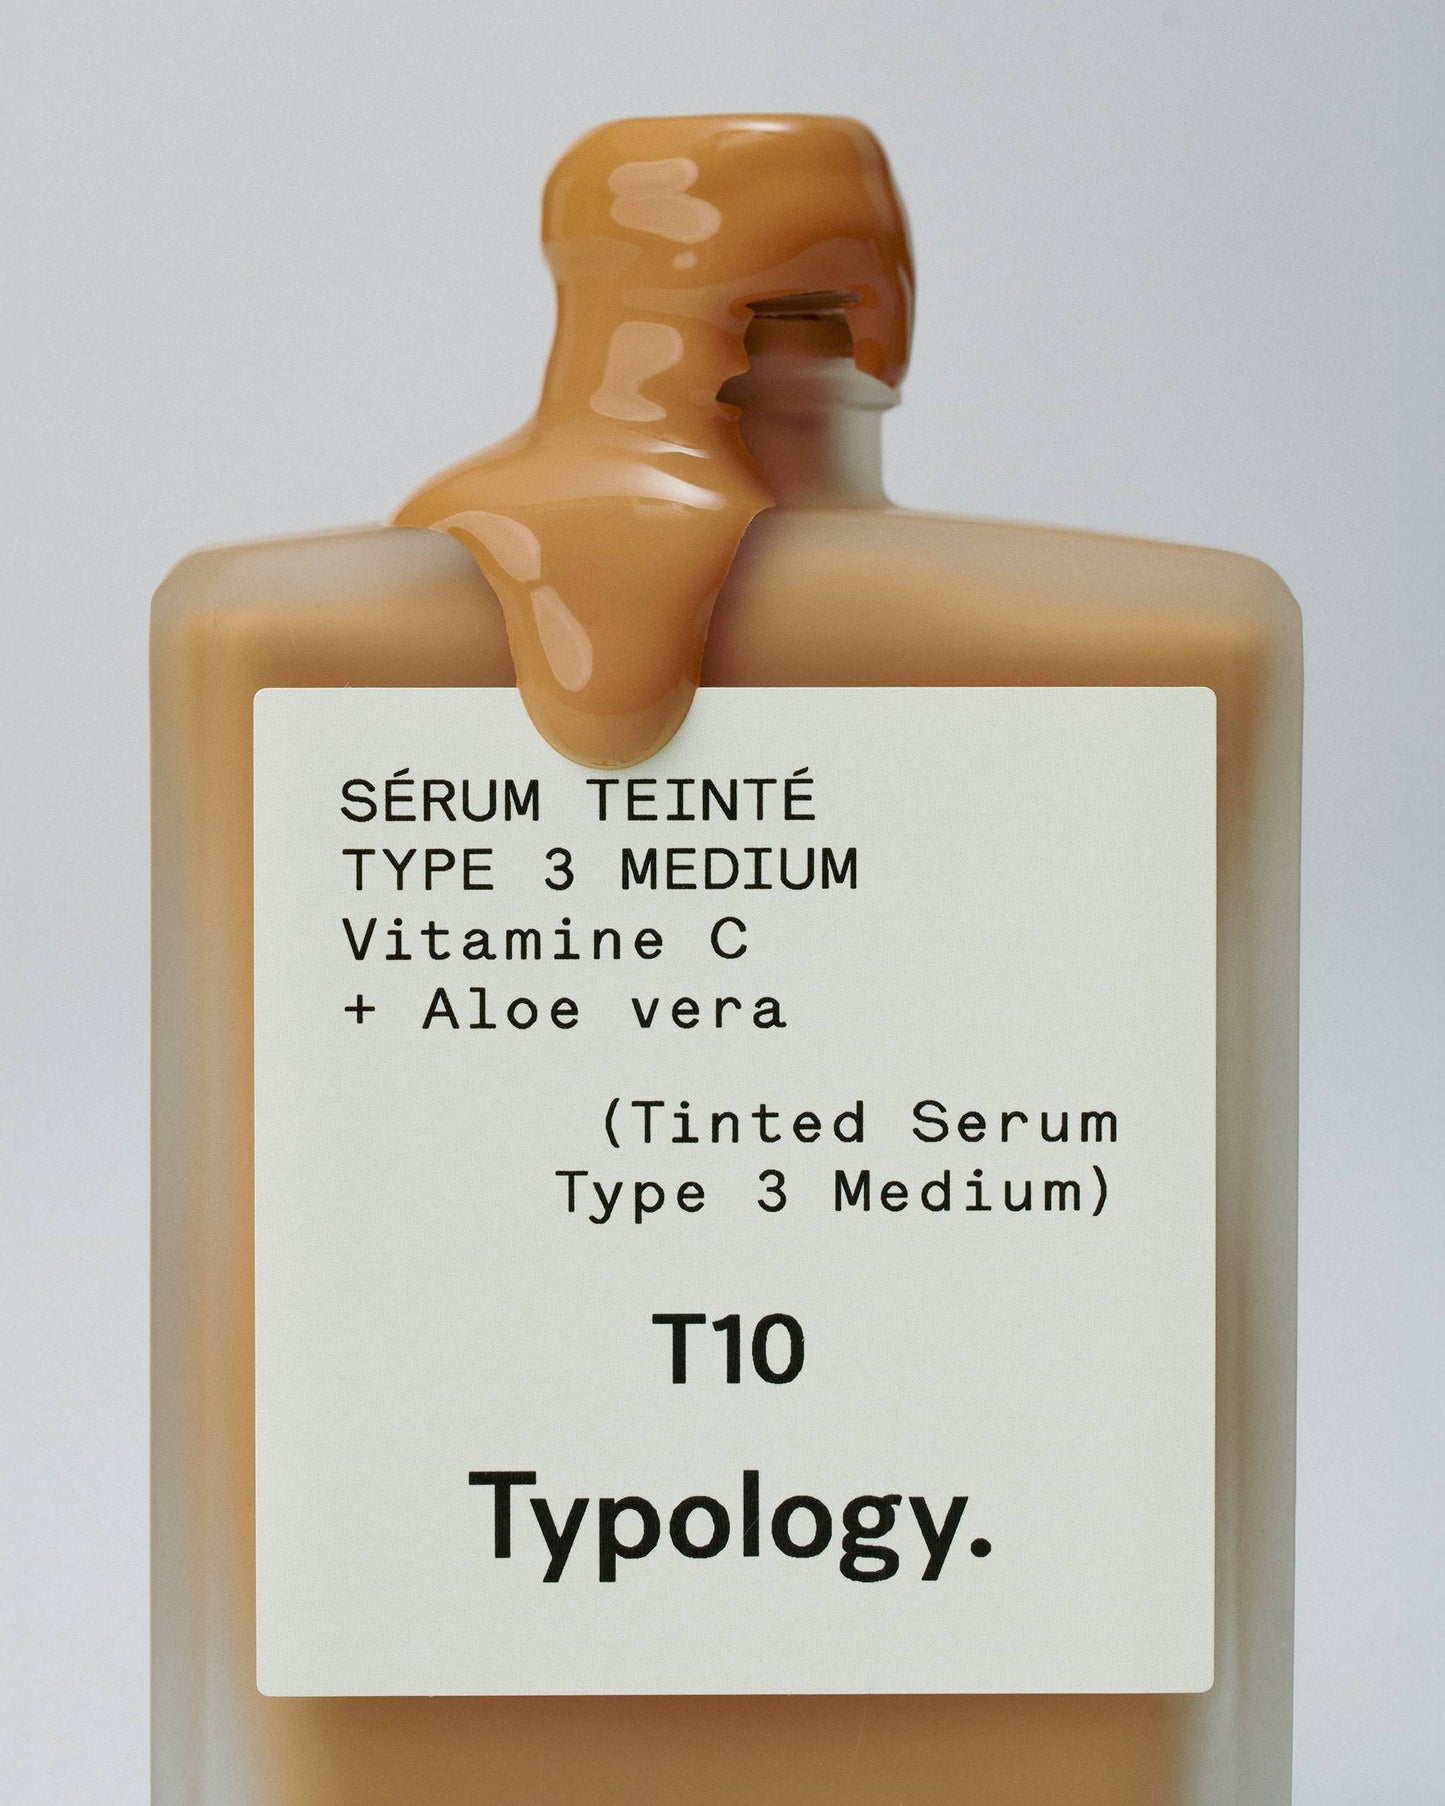 SÉRUM TEINTÉ
TYPE 3 MEDIUM
Vitamine C
+ Aloe vera
(Tinted Serum
Type 3 Medium)
T10
Typology.